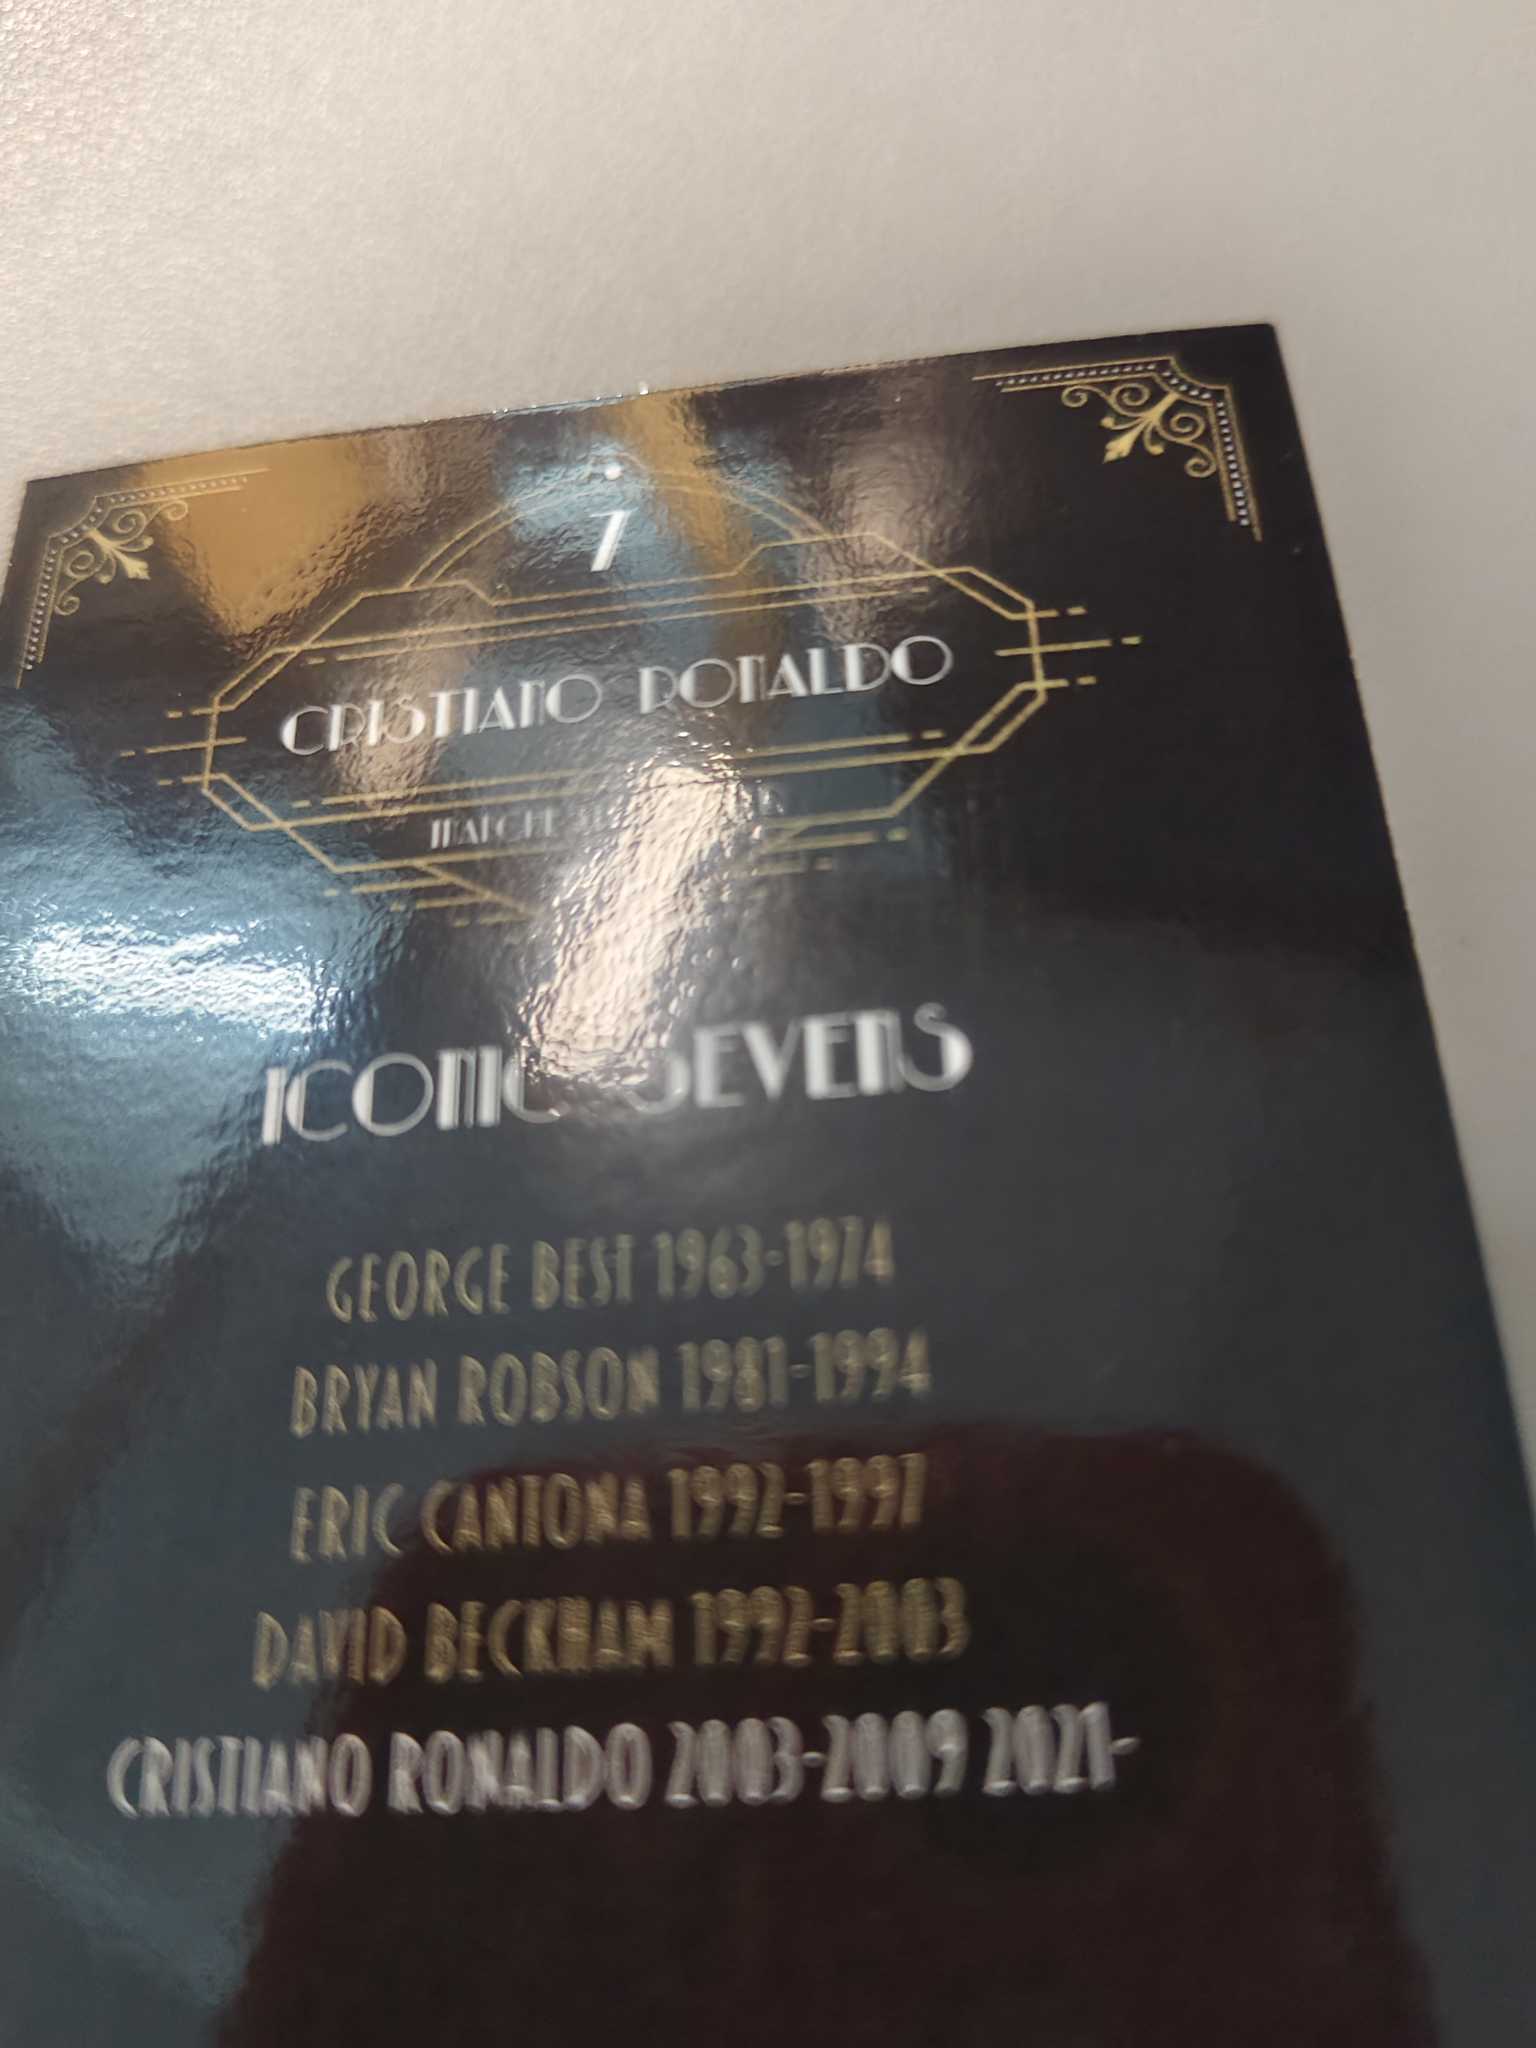 7
CRISTIANO RONALDO
ICONIC SEVENS
GEORGE BEST 1963-1974
BRYAN ROBSON 1981-1994
ERIC CANTONA 1992-1997
DAVID BECKHAM 1992-2003
CRISTIANO RONALDO 2003-2009 2021-